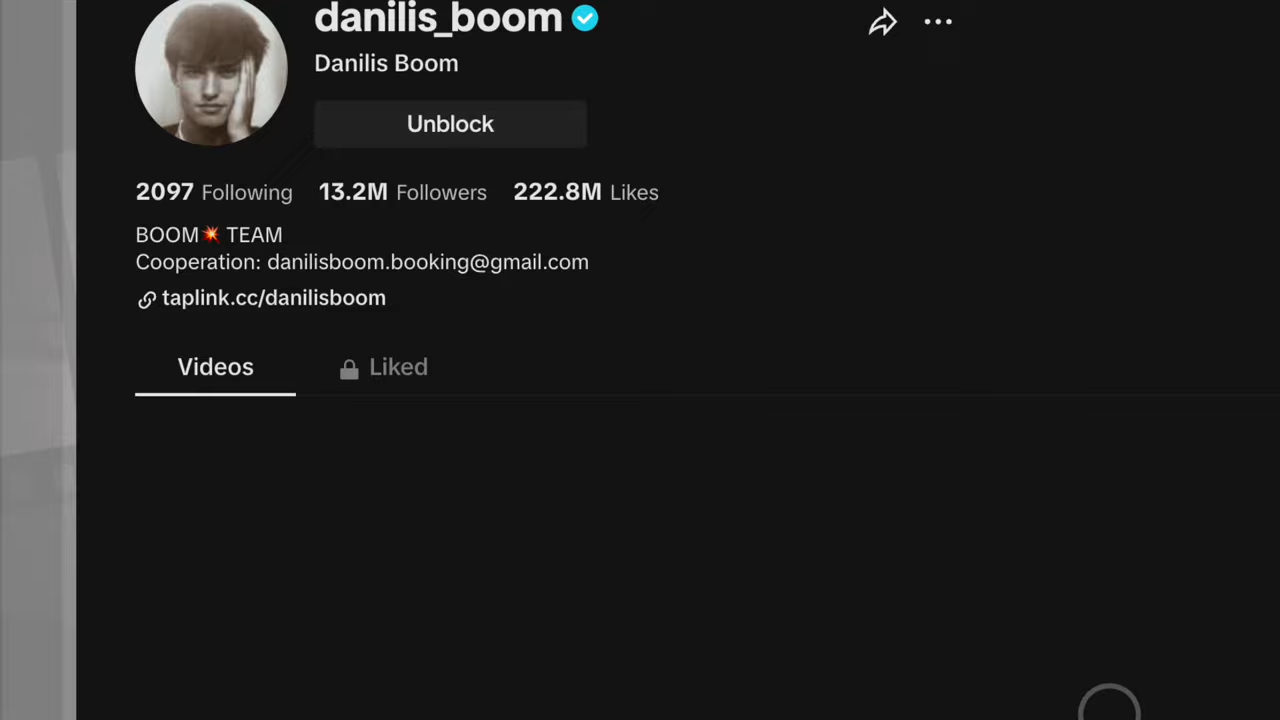 danilis_boom
Danilis Boom
Unblock
2097 Following 13.2M Followers 222.8M Likes
BOOM💥 TEAM
Cooperation: danilisboom.booking@gmail.com
taplink.cc/danilisboom
Videos Liked